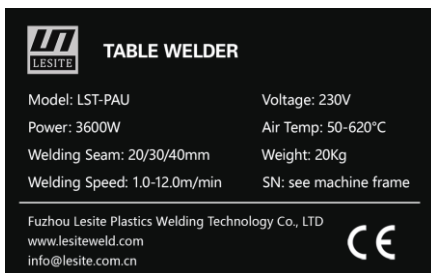 LESITE
TABLE WELDER
Model: LST-PAU
Voltage: 230V
Power: 3600W
Air Temp: 50-620°C
Welding Seam: 20/30/40mm
Weight: 20Kg
Welding Speed: 1.0-12.0m/min
SN: see machine frame
Fuzhou Lesite Plastics Welding Technology Co., LTD
www.lesiteweld.com
info@lesite.com.cn
CE